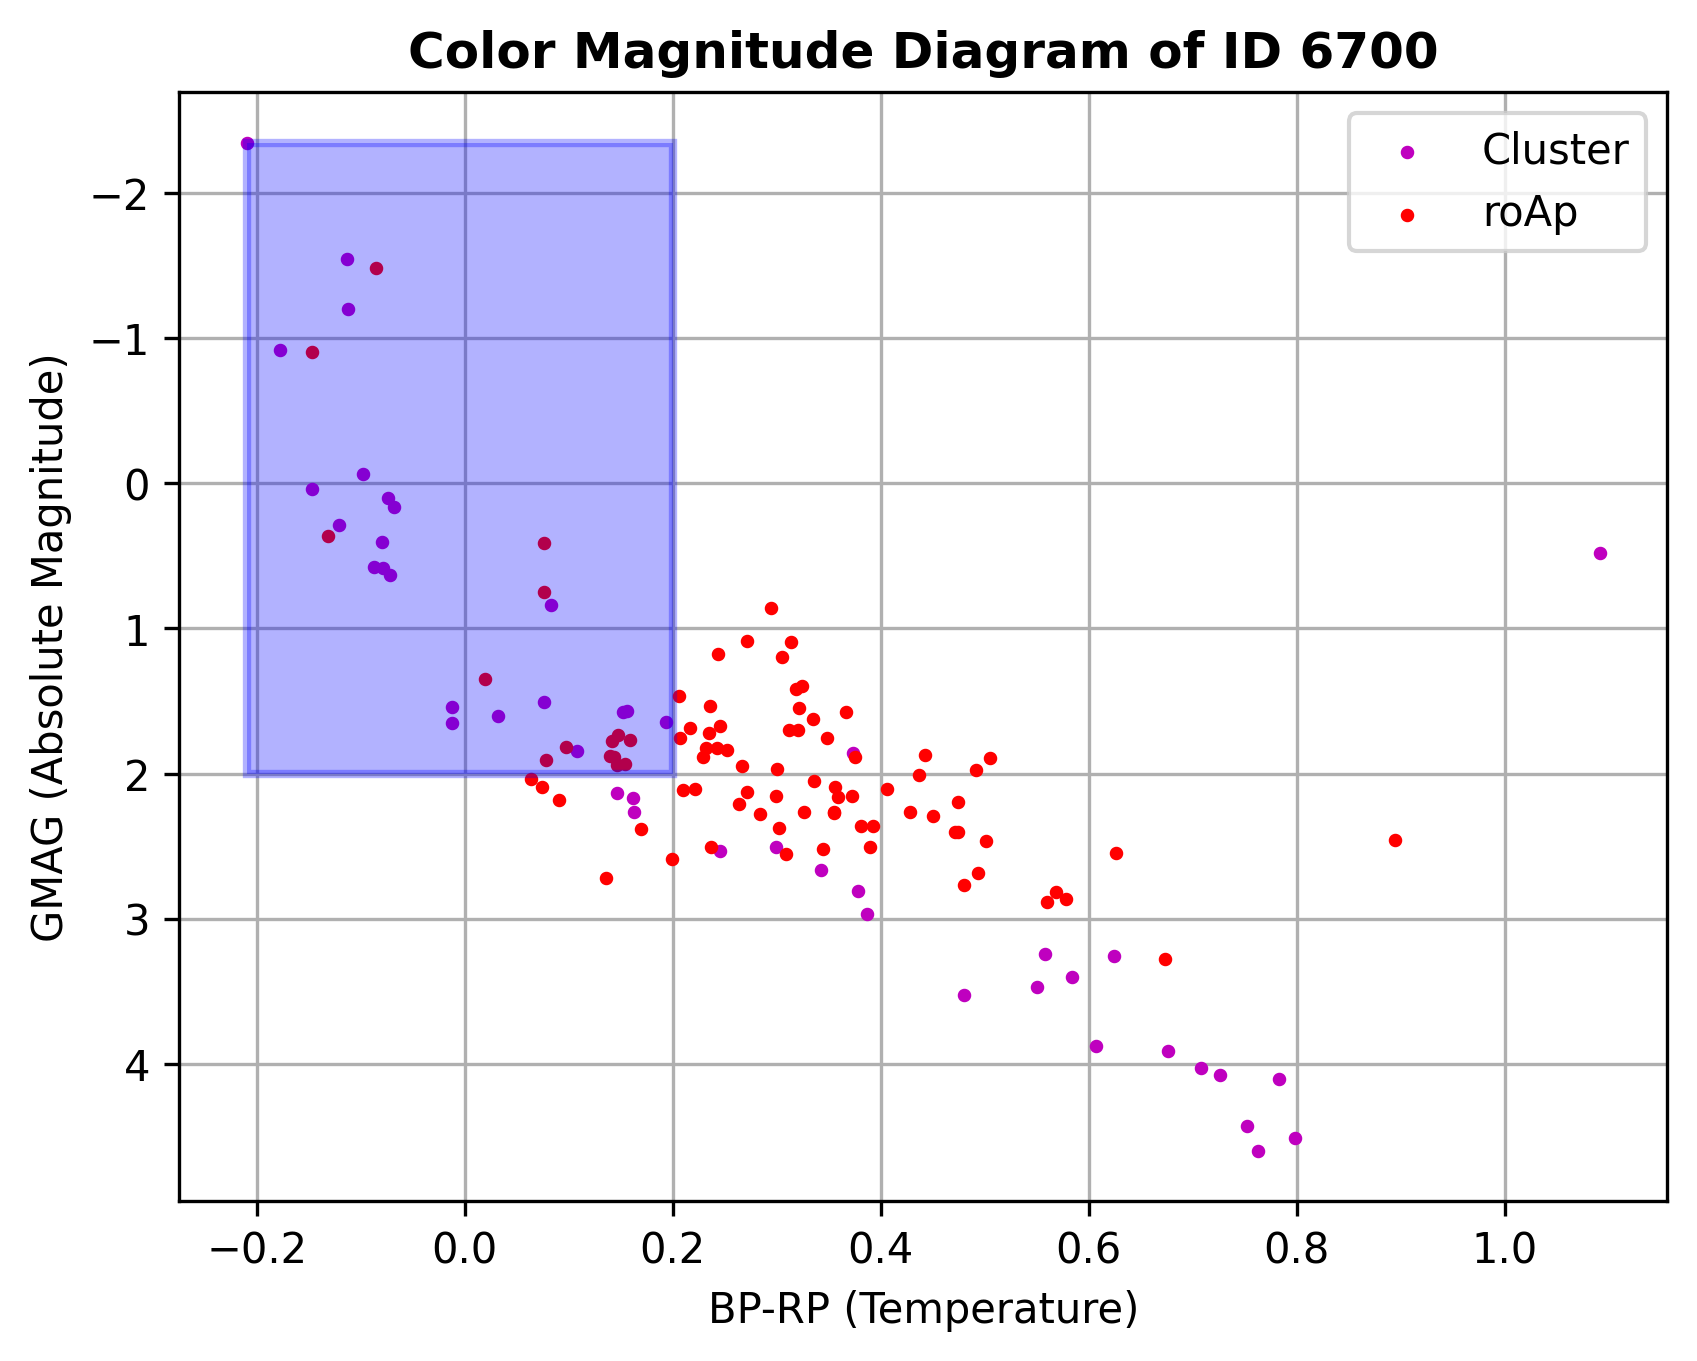 Color Magnitude Diagram of ID 6700
Cluster
roAp
GMAG (Absolute Magnitude)
−2
−1
0
1
2
3
4
−0.2 0.0 0.2 0.4 0.6 0.8 1.0
BP-RP (Temperature)